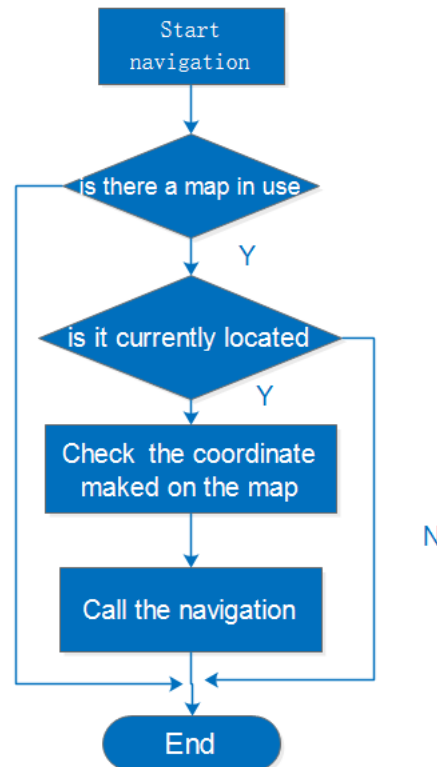 Start
navigation
is there a map in use
Y
is it currently located
Y
Check the coordinate
maked on the map
N
Call the navigation
End